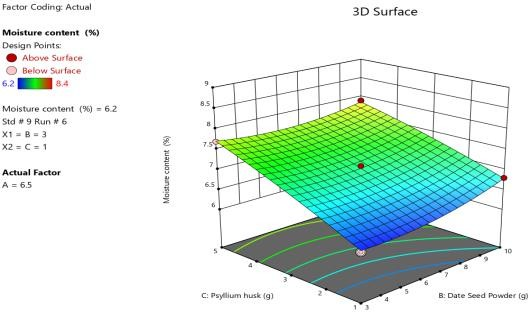 Factor Coding: Actual
3D Surface
Moisture content (%)
Design Points:
Above Surface
Below Surface
6.2 8.4
Moisture content (%) = 6.2
Std # 9 Run # 6
X1 = B = 3
X2 = C = 1
Actual Factor
A = 6.5
Moisture content (%)
9
8.5
8
7.5
7
6.5
6
5
4
3
2
1
3
4
5
6
7
8
9
10
C: Psyllium husk (g)
B: Date Seed Powder (g)